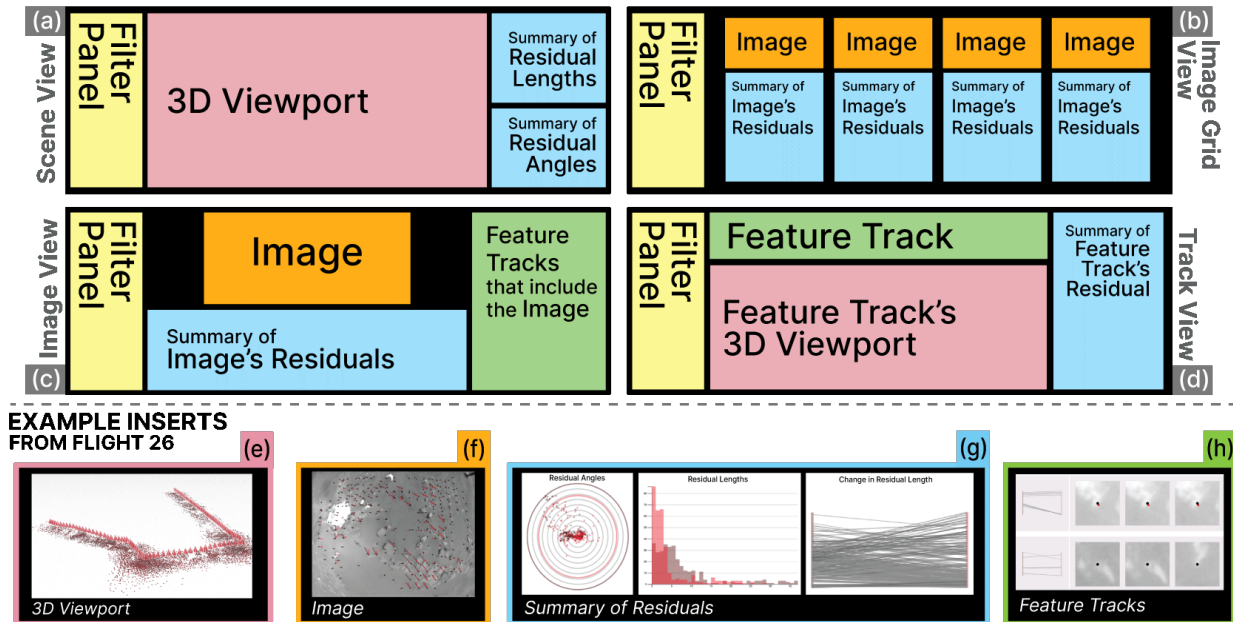 (a)
Scene View
Filter
Panel
3D Viewport
Summary of
Residual
Lengths
Summary of
Residual
Angles
(b)
Image Grid
View
Filter
Panel
Image
Image
Image
Image
Summary of
Image's
Residuals
Summary of
Image's
Residuals
Summary of
Image's
Residuals
Summary of
Image's
Residuals
(c)
Image View
Filter
Panel
Image
Summary of
Image's Residuals
Feature
Tracks
that include
the Image
(d)
Track View
Filter
Panel
Feature Track
Feature Track's
3D Viewport
Summary of
Feature
Track's
Residual
EXAMPLE INSERTS
FROM FLIGHT 26
(e)
3D Viewport
(f)
Image
(g)
Residual Angles
Residual Lengths
Change in Residual Length
Summary of Residuals
(h)
Feature Tracks